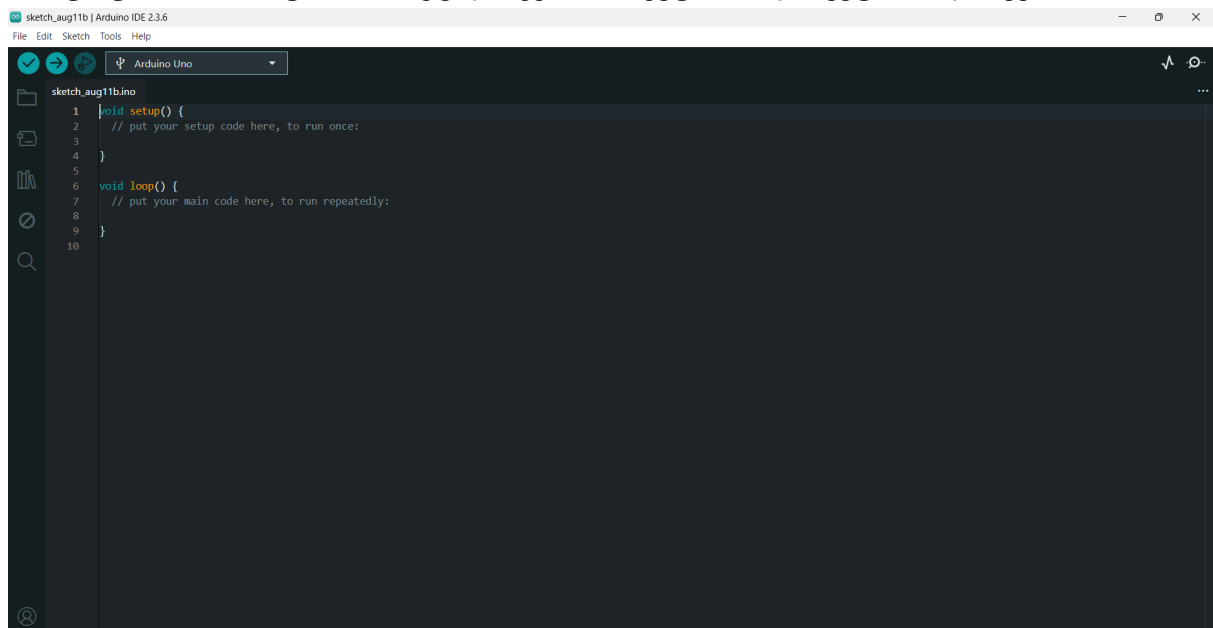 sketch_aug11b | Arduino IDE 2.3.6
File Edit Sketch Tools Help
Arduino Uno
sketch_aug11b.ino
1 void setup() {
2 // put your setup code here, to run once:
3
4 }
5
6 void loop() {
7 // put your main code here, to run repeatedly:
8
9 }
10